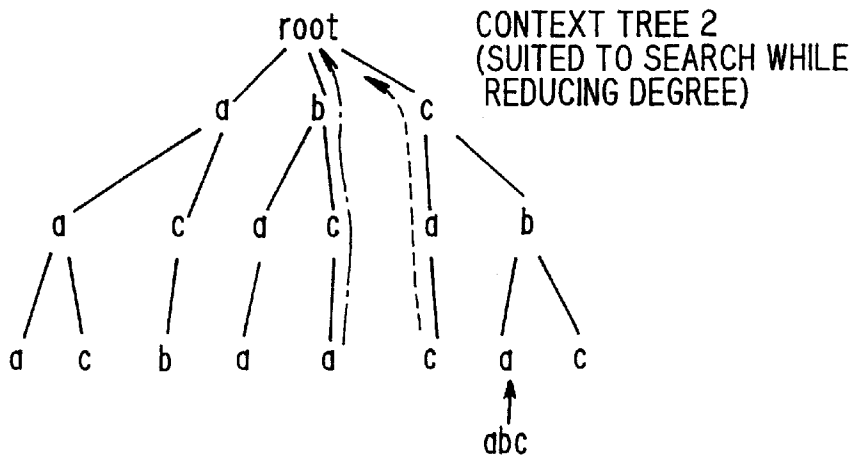 root
CONTEXT TREE 2
(SUITED TO SEARCH WHILE
REDUCING DEGREE)
a b c
a c a c a b
a c b a a c a c
abc